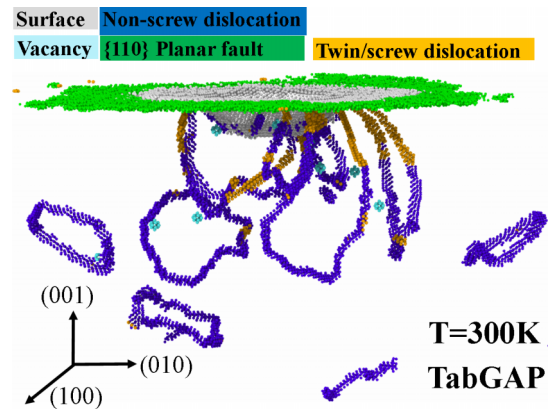 Surface Non-screw dislocation
Vacancy {110} Planar fault Twin/screw dislocation
(001)
(010)
(100)
T=300K
TabGAP